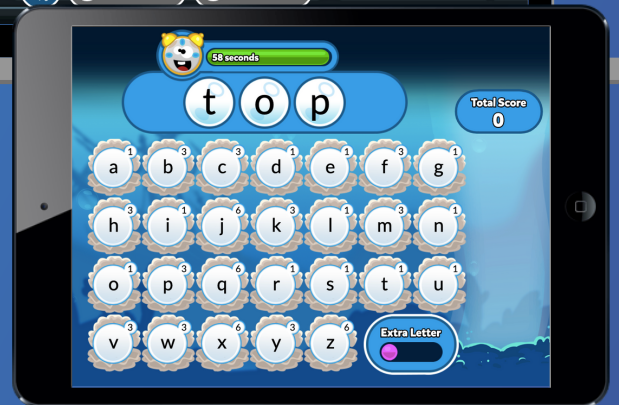 58 seconds
t o p
Total Score
0
a 1 b 3 c 3 d 1 e 1 f 3 g 1
h 3 i 1 j 6 k 3 l 1 m 3 n 1
o 1 p 3 q 6 r 1 s 1 t 1 u 1
v 3 w 3 x 6 y 3 z 6
Extra Letter